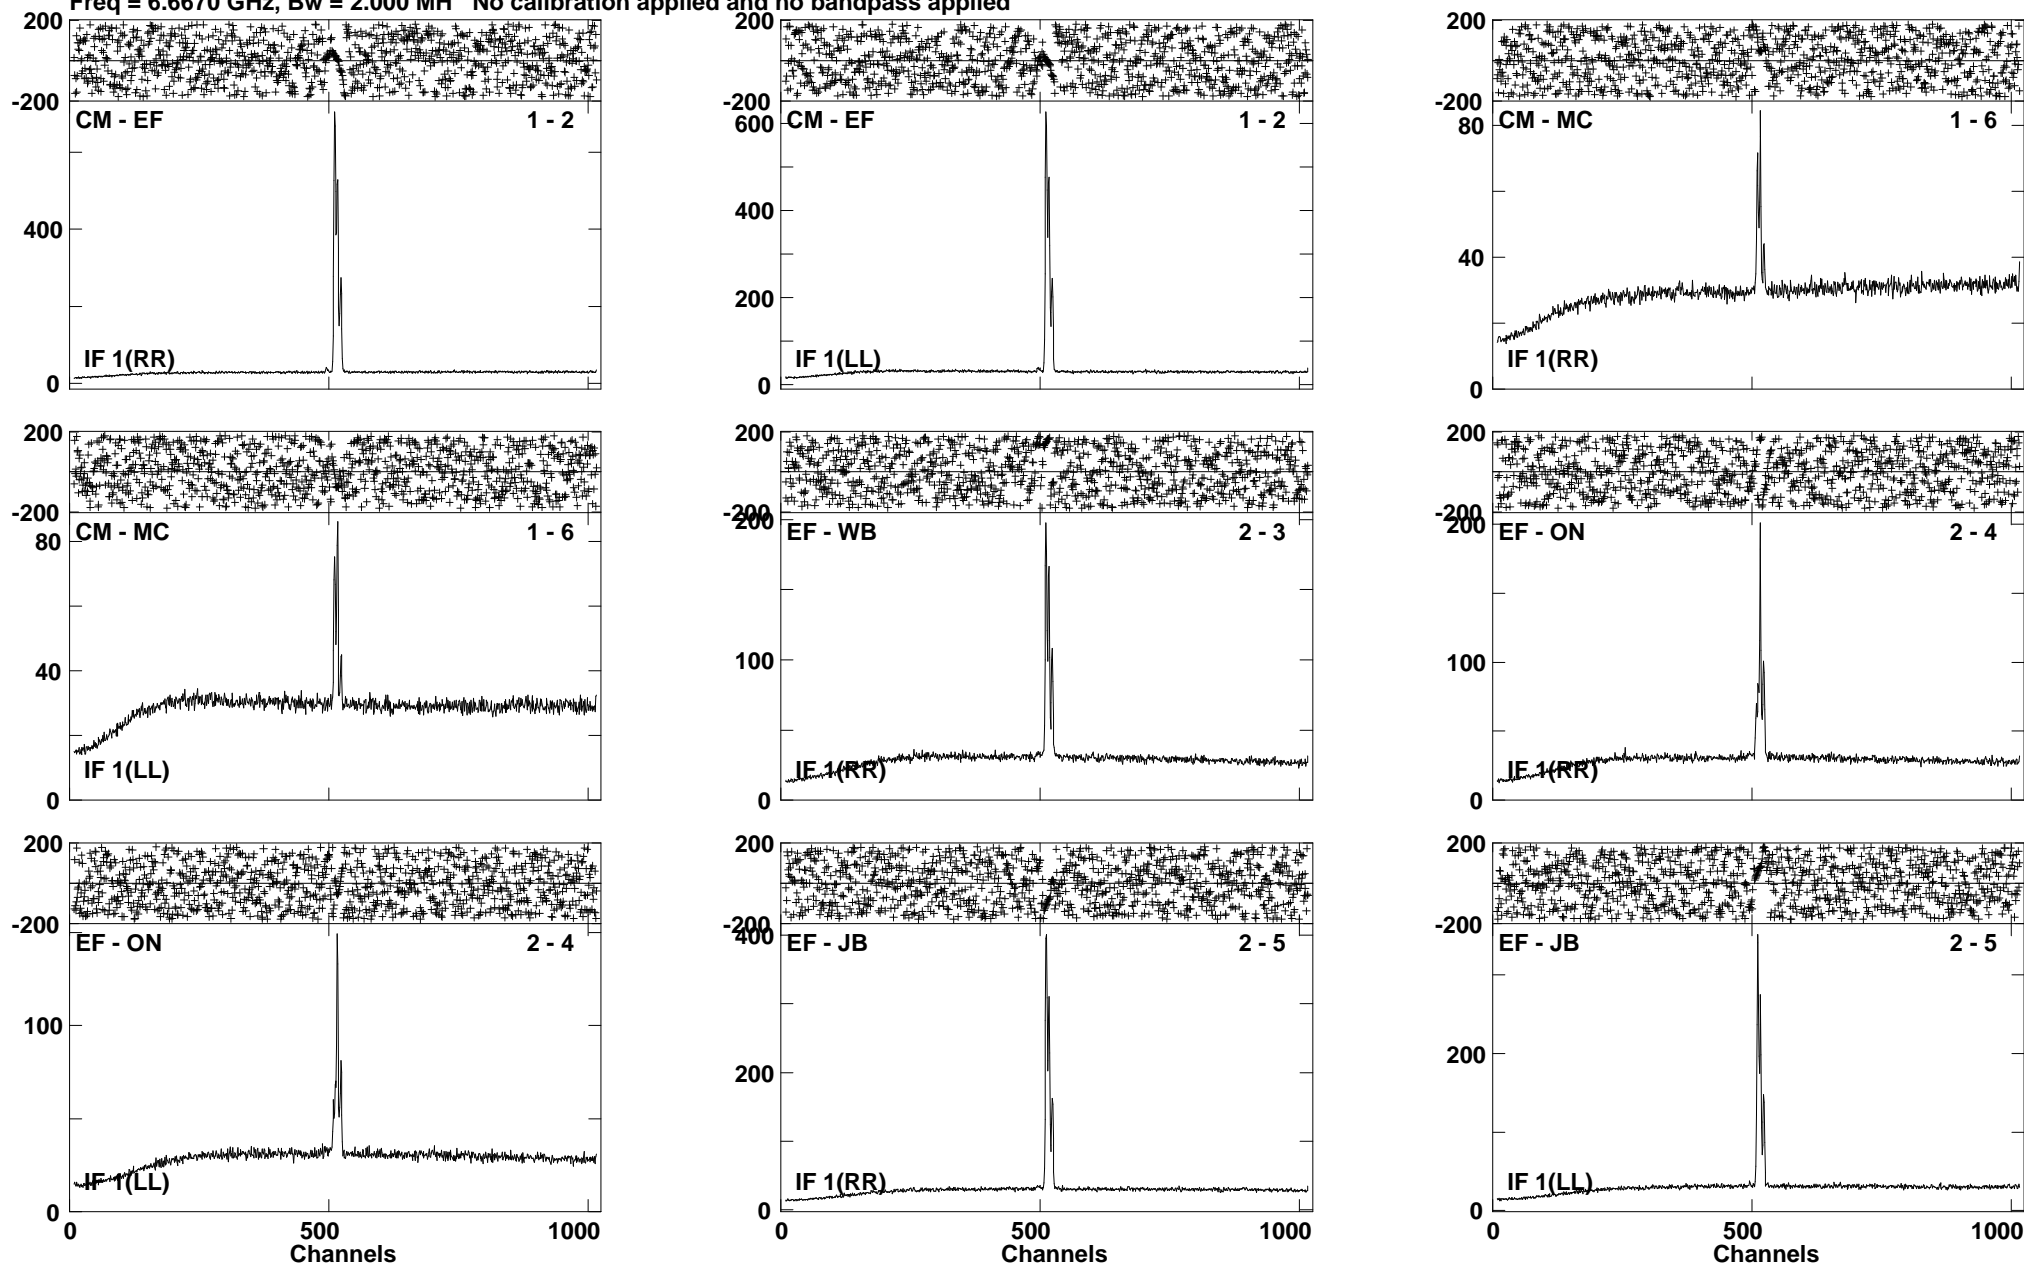 Freq = 6.6670 GHz, Bw = 2.000 MH No calibration applied and no bandpass applied
200
-200
CM - EF 1 - 2
400
IF 1(RR)
0
200
-200
600
CM - EF 1 - 2
400
200
IF 1(LL)
0
200
-200
80
CM - MC 1 - 6
40
IF 1(RR)
0
200
-200
CM - MC 1 - 6
80
40
IF 1(LL)
0
200
-200
200
EF - WB 2 - 3
100
IF 1(RR)
0
200
-200
200
EF - ON 2 - 4
100
IF 1(RR)
0
200
-200
EF - ON 2 - 4
100
IF 1(LL)
0
0 500 1000
Channels
200
-200
400
EF - JB 2 - 5
200
IF 1(RR)
0
0 500 1000
Channels
200
-200
EF - JB 2 - 5
200
IF 1(LL)
0
0 500 1000
Channels